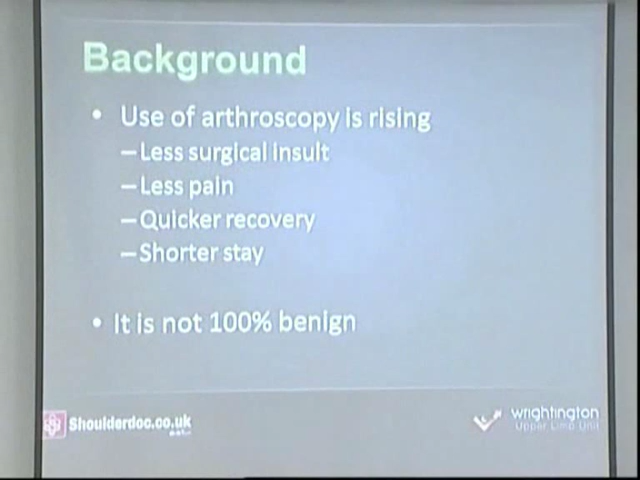 Background
• Use of arthroscopy is rising
–Less surgical insult
–Less pain
–Quicker recovery
–Shorter stay
• It is not 100% benign
Shoulderdoc.co.uk
wrightington
Upper Limb Unit